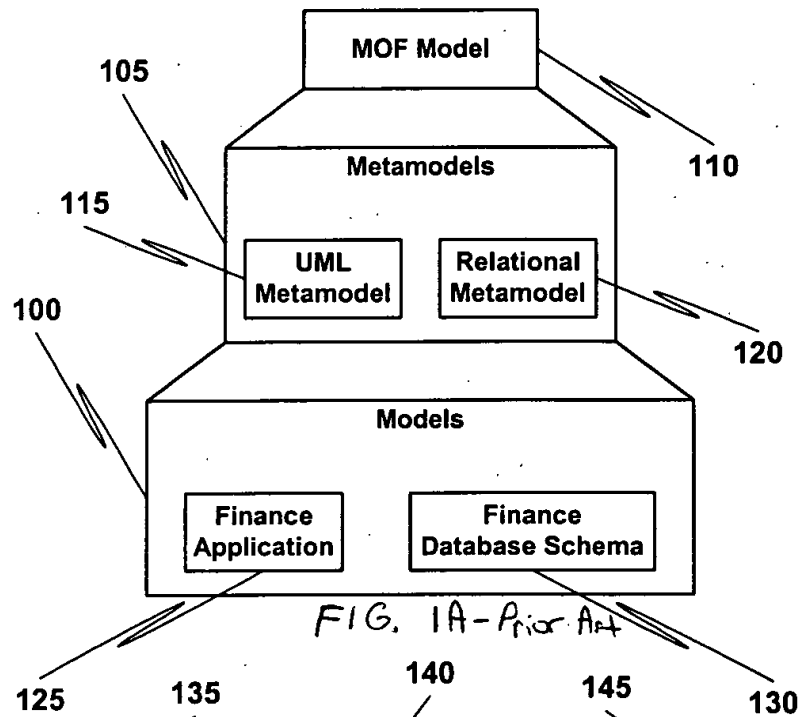 MOF Model
105
110
Metamodels
115
UML
Metamodel
Relational
Metamodel
100
120
Models
Finance
Application
Finance
Database Schema
FIG. 1A-Prior Art
125
135
140
145
130